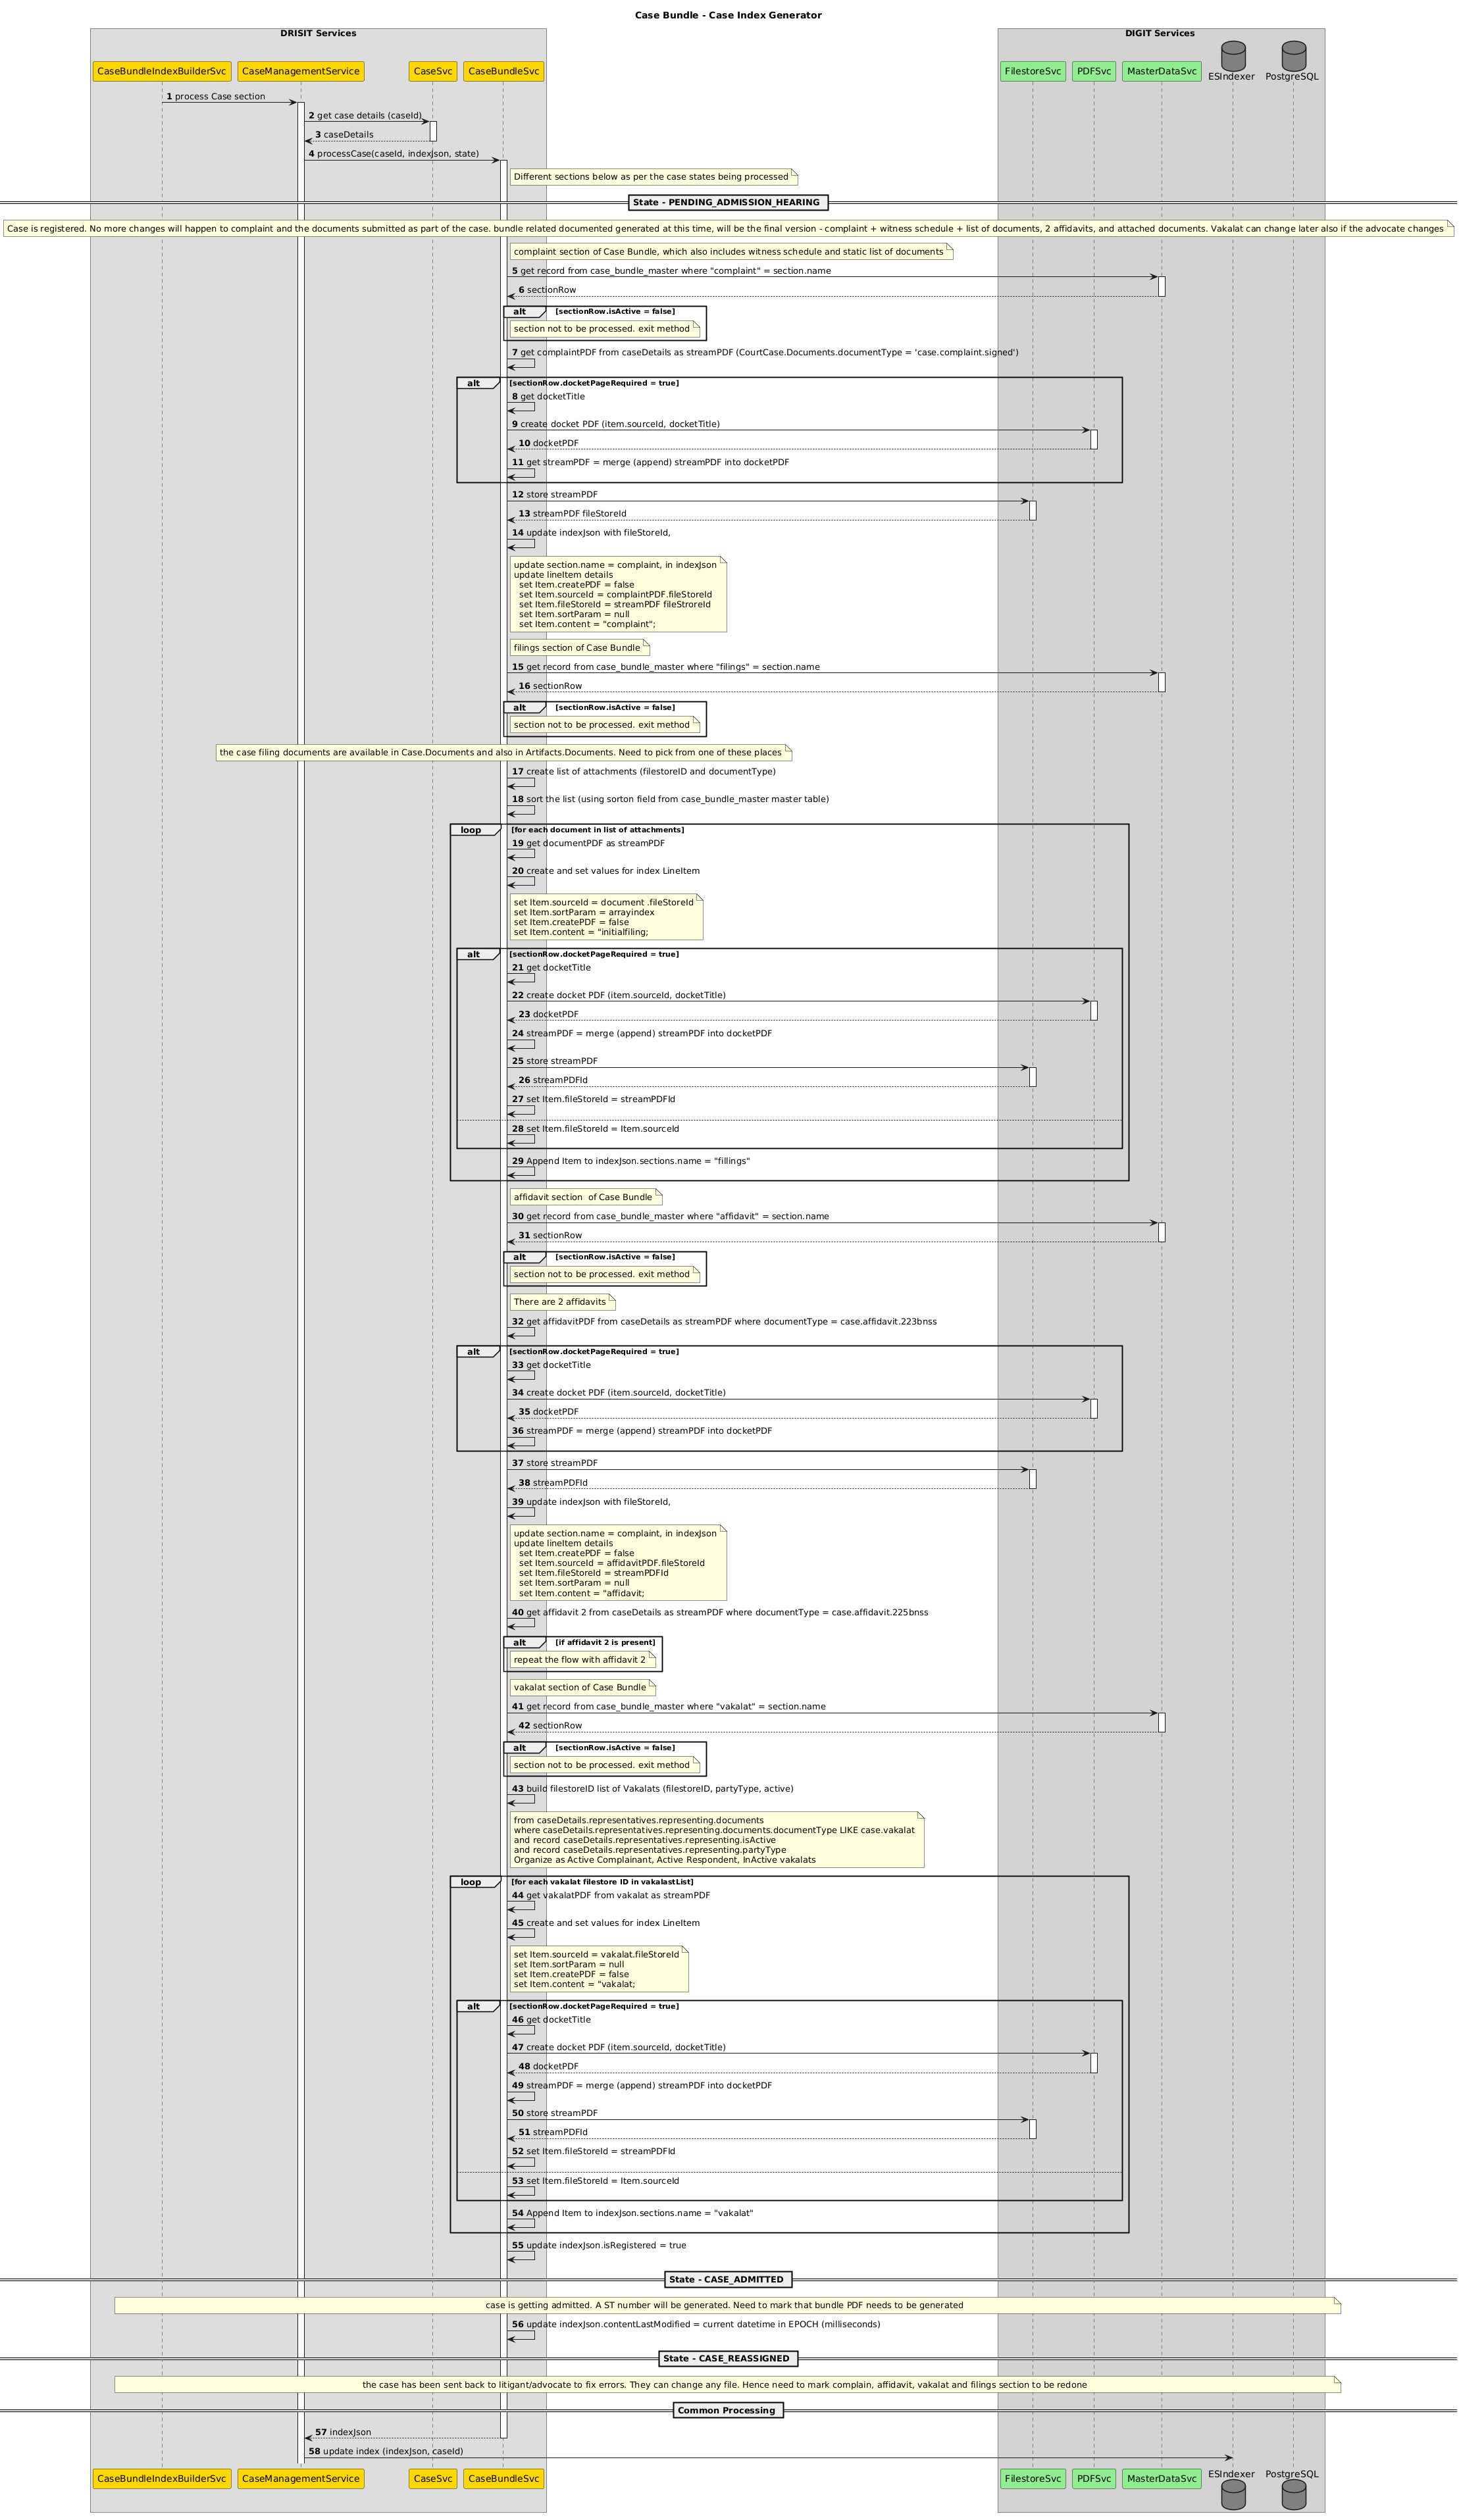 Case Bundle - Case Index Generator
DRISIT Services
DIGIT Services
CaseBundleIndexBuilderSvc
CaseManagementService
CaseSvc
CaseBundleSvc
FilestoreSvc
PDFSvc
MasterDataSvc
ESIndexer
PostgreSQL
1 process Case section
2 get case details (caseId)
3 caseDetails
4 processCase(caseId, indexJson, state)
Different sections below as per the case states being processed
State - PENDING_ADMISSION_HEARING
Case is registered. No more changes will happen to complaint and the documents submitted as part of the case. bundle related documented generated at this time, will be the final version - complaint + witness schedule + list of documents, 2 affidavits, and attached documents. Vakalat can change later also if the advocate changes
complaint section of Case Bundle, which also includes witness schedule and static list of documents
5 get record from case_bundle_master where "complaint" = section.name
6 sectionRow
alt [sectionRow.isActive = false]
section not to be processed. exit method
7 get complaintPDF from caseDetails as streamPDF (CourtCase.Documents.documentType = 'case.complaint.signed')
alt [sectionRow.docketPageRequired = true]
8 get docketTitle
9 create docket PDF (item.sourceId, docketTitle)
10 docketPDF
11 get streamPDF = merge (append) streamPDF into docketPDF
12 store streamPDF
13 streamPDF fileStoreId
14 update indexJson with fileStoreId,
update section.name = complaint, in indexJson
update lineItem details
set Item.createPDF = false
set Item.sourceId = complaintPDF.fileStoreId
set Item.fileStoreId = streamPDF fileStroreId
set Item.sortParam = null
set Item.content = "complaint";
filings section of Case Bundle
15 get record from case_bundle_master where "filings" = section.name
16 sectionRow
alt [sectionRow.isActive = false]
section not to be processed. exit method
the case filing documents are available in Case.Documents and also in Artifacts.Documents. Need to pick from one of these places
17 create list of attachments (filestoreID and documentType)
18 sort the list (using sorton field from case_bundle_master master table)
loop [for each document in list of attachments]
19 get documentPDF as streamPDF
20 create and set values for index LineItem
set Item.sourceId = document .fileStoreId
set Item.sortParam = arrayindex
set Item.createPDF = false
set Item.content = "initialfiling;
alt [sectionRow.docketPageRequired = true]
21 get docketTitle
22 create docket PDF (item.sourceId, docketTitle)
23 docketPDF
24 streamPDF = merge (append) streamPDF into docketPDF
25 store streamPDF
26 streamPDFId
27 set Item.fileStoreId = streamPDFId
28 set Item.fileStoreId = Item.sourceId
29 Append Item to indexJson.sections.name = "fillings"
affidavit section  of Case Bundle
30 get record from case_bundle_master where "affidavit" = section.name
31 sectionRow
alt [sectionRow.isActive = false]
section not to be processed. exit method
There are 2 affidavits
32 get affidavitPDF from caseDetails as streamPDF where documentType = case.affidavit.223bnss
alt [sectionRow.docketPageRequired = true]
33 get docketTitle
34 create docket PDF (item.sourceId, docketTitle)
35 docketPDF
36 streamPDF = merge (append) streamPDF into docketPDF
37 store streamPDF
38 streamPDFId
39 update indexJson with fileStoreId,
update section.name = complaint, in indexJson
update lineItem details
set Item.createPDF = false
set Item.sourceId = affidavitPDF.fileStoreId
set Item.fileStoreId = streamPDFId
set Item.sortParam = null
set Item.content = "affidavit;
40 get affidavit 2 from caseDetails as streamPDF where documentType = case.affidavit.225bnss
alt [if affidavit 2 is present]
repeat the flow with affidavit 2
vakalat section of Case Bundle
41 get record from case_bundle_master where "vakalat" = section.name
42 sectionRow
alt [sectionRow.isActive = false]
section not to be processed. exit method
43 build filestoreID list of Vakalats (filestoreID, partyType, active)
from caseDetails.representatives.representing.documents
where caseDetails.representatives.representing.documents.documentType LIKE case.vakalat
and record caseDetails.representatives.representing.isActive
and record caseDetails.representatives.representing.partyType
Organize as Active Complainant, Active Respondent, InActive vakalats
loop [for each vakalat filestore ID in vakalastList]
44 get vakalatPDF from vakalat as streamPDF
45 create and set values for index LineItem
set Item.sourceId = vakalat.fileStoreId
set Item.sortParam = null
set Item.createPDF = false
set Item.content = "vakalat;
alt [sectionRow.docketPageRequired = true]
46 get docketTitle
47 create docket PDF (item.sourceId, docketTitle)
48 docketPDF
49 streamPDF = merge (append) streamPDF into docketPDF
50 store streamPDF
51 streamPDFId
52 set Item.fileStoreId = streamPDFId
53 set Item.fileStoreId = Item.sourceId
54 Append Item to indexJson.sections.name = "vakalat"
55 update indexJson.isRegistered = true
State - CASE_ADMITTED
case is getting admitted. A ST number will be generated. Need to mark that bundle PDF needs to be generated
56 update indexJson.contentLastModified = current datetime in EPOCH (milliseconds)
State - CASE_REASSIGNED
the case has been sent back to litigant/advocate to fix errors. They can change any file. Hence need to mark complain, affidavit, vakalat and filings section to be redone
Common Processing
57 indexJson
58 update index (indexJson, caseId)
CaseBundleIndexBuilderSvc
CaseManagementService
CaseSvc
CaseBundleSvc
FilestoreSvc
PDFSvc
MasterDataSvc
ESIndexer
PostgreSQL